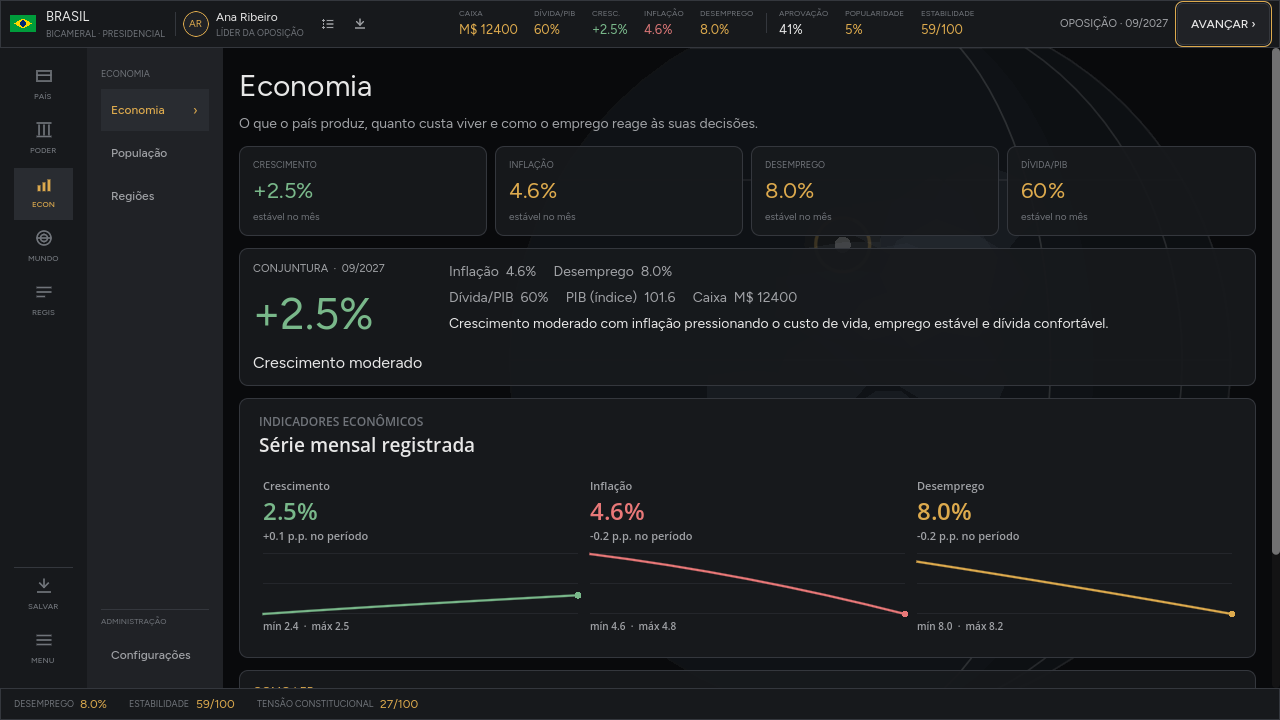 BRASIL
BICAMERAL · PRESIDENCIAL
AR
Ana Ribeiro
LÍDER DA OPOSIÇÃO
CAIXA
M$ 12400
DÍVIDA/PIB
60%
CRESC.
+2.5%
INFLAÇÃO
4.6%
DESEMPREGO
8.0%
APROVAÇÃO
41%
POPULARIDADE
5%
ESTABILIDADE
59/100
OPOSIÇÃO · 09/2027
AVANÇAR ›
PAÍS
PODER
ECON
MUNDO
REGIS
SALVAR
MENU
ECONOMIA
Economia ›
População
Regiões
ADMINISTRAÇÃO
Configurações
Economia
O que o país produz, quanto custa viver e como o emprego reage às suas decisões.
CRESCIMENTO
+2.5%
estável no mês
INFLAÇÃO
4.6%
estável no mês
DESEMPREGO
8.0%
estável no mês
DÍVIDA/PIB
60%
estável no mês
CONJUNTURA · 09/2027
+2.5%
Crescimento moderado
Inflação 4.6% Desemprego 8.0%
Dívida/PIB 60% PIB (índice) 101.6 Caixa M$ 12400
Crescimento moderado com inflação pressionando o custo de vida, emprego estável e dívida confortável.
INDICADORES ECONÔMICOS
Série mensal registrada
Crescimento
2.5%
+0.1 p.p. no período
mín 2.4 · máx 2.5
Inflação
4.6%
-0.2 p.p. no período
mín 4.6 · máx 4.8
Desemprego
8.0%
-0.2 p.p. no período
mín 8.0 · máx 8.2
DESEMPREGO 8.0% ESTABILIDADE 59/100 TENSÃO CONSTITUCIONAL 27/100